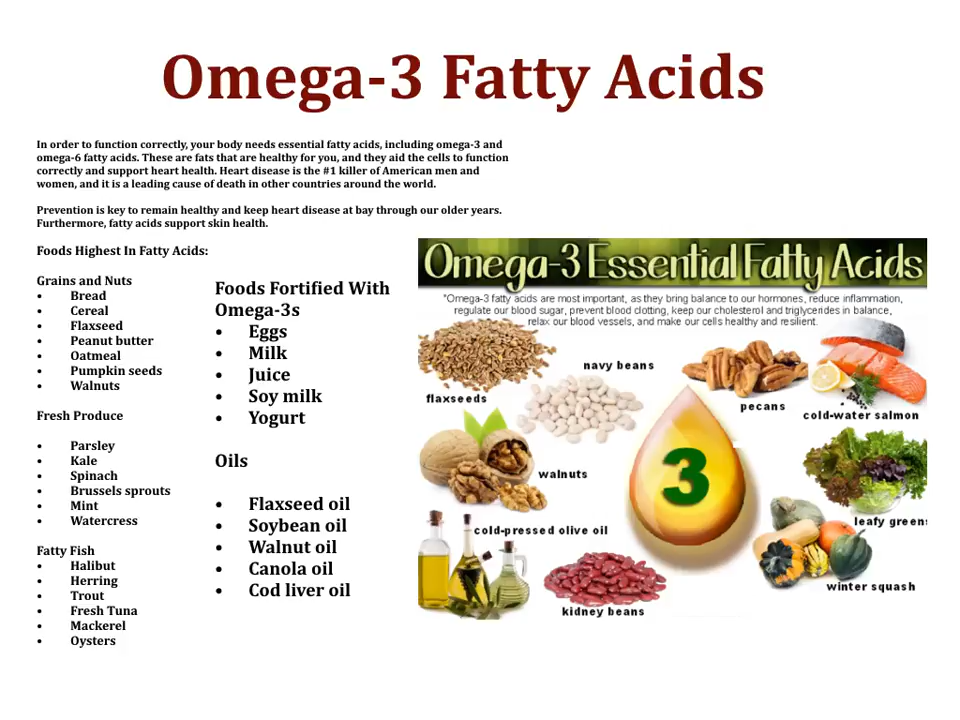 Omega-3 Fatty Acids
In order to function correctly, your body needs essential fatty acids, including omega-3 and
omega-6 fatty acids. These are fats that are healthy for you, and they aid the cells to function
correctly and support heart health. Heart disease is the #1 killer of American men and
women, and it is a leading cause of death in other countries around the world.
Prevention is key to remain healthy and keep heart disease at bay through our older years.
Furthermore, fatty acids support skin health.
Foods Highest In Fatty Acids:
Grains and Nuts
• Bread
• Cereal
• Flaxseed
• Peanut butter
• Oatmeal
• Pumpkin seeds
• Walnuts
Fresh Produce
• Parsley
• Kale
• Spinach
• Brussels sprouts
• Mint
• Watercress
Fatty Fish
• Halibut
• Herring
• Trout
• Fresh Tuna
• Mackerel
• Oysters
Foods Fortified With
Omega-3s
• Eggs
• Milk
• Juice
• Soy milk
• Yogurt
Oils
• Flaxseed oil
• Soybean oil
• Walnut oil
• Canola oil
• Cod liver oil
Omega-3 Essential Fatty Acids
"Omega-3 fatty acids are most important, as they bring balance to our hormones, reduce inflammation,
regulate our blood sugar, prevent blood clotting, keep our cholesterol and triglycerides in balance,
relax our blood vessels, and make our cells healthy and resilient.
navy beans
flaxseeds
pecans
cold-water salmon
walnuts
3
cold-pressed olive oil
leafy greens
winter squash
kidney beans